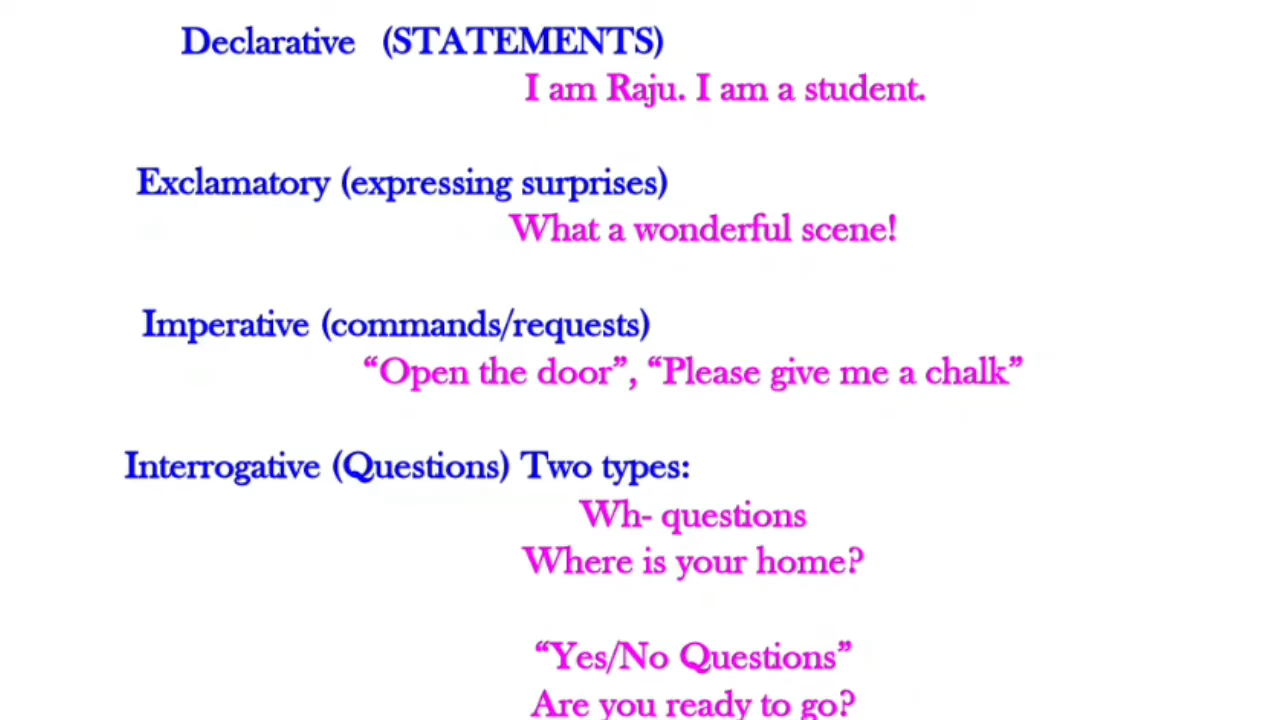 Declarative (STATEMENTS)
I am Raju. I am a student.
Exclamatory (expressing surprises)
What a wonderful scene!
Imperative (commands/requests)
“Open the door”, “Please give me a chalk”
Interrogative (Questions) Two types:
Wh- questions
Where is your home?
“Yes/No Questions”
Are you ready to go?